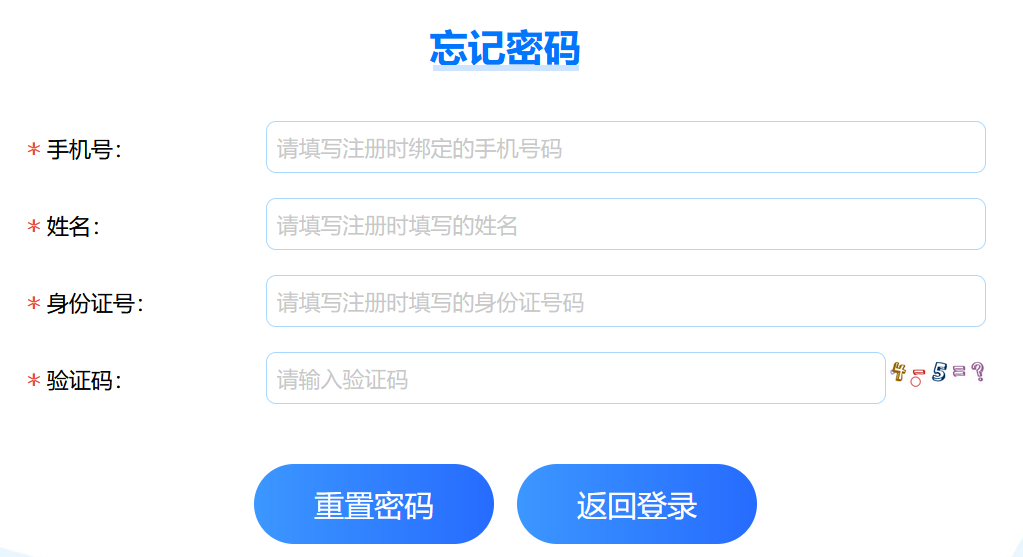 忘记密码
* 手机号：
请填写注册时绑定的手机号码
* 姓名：
请填写注册时填写的姓名
* 身份证号：
请填写注册时填写的身份证号码
* 验证码：
请输入验证码
4-5=?
重置密码
返回登录